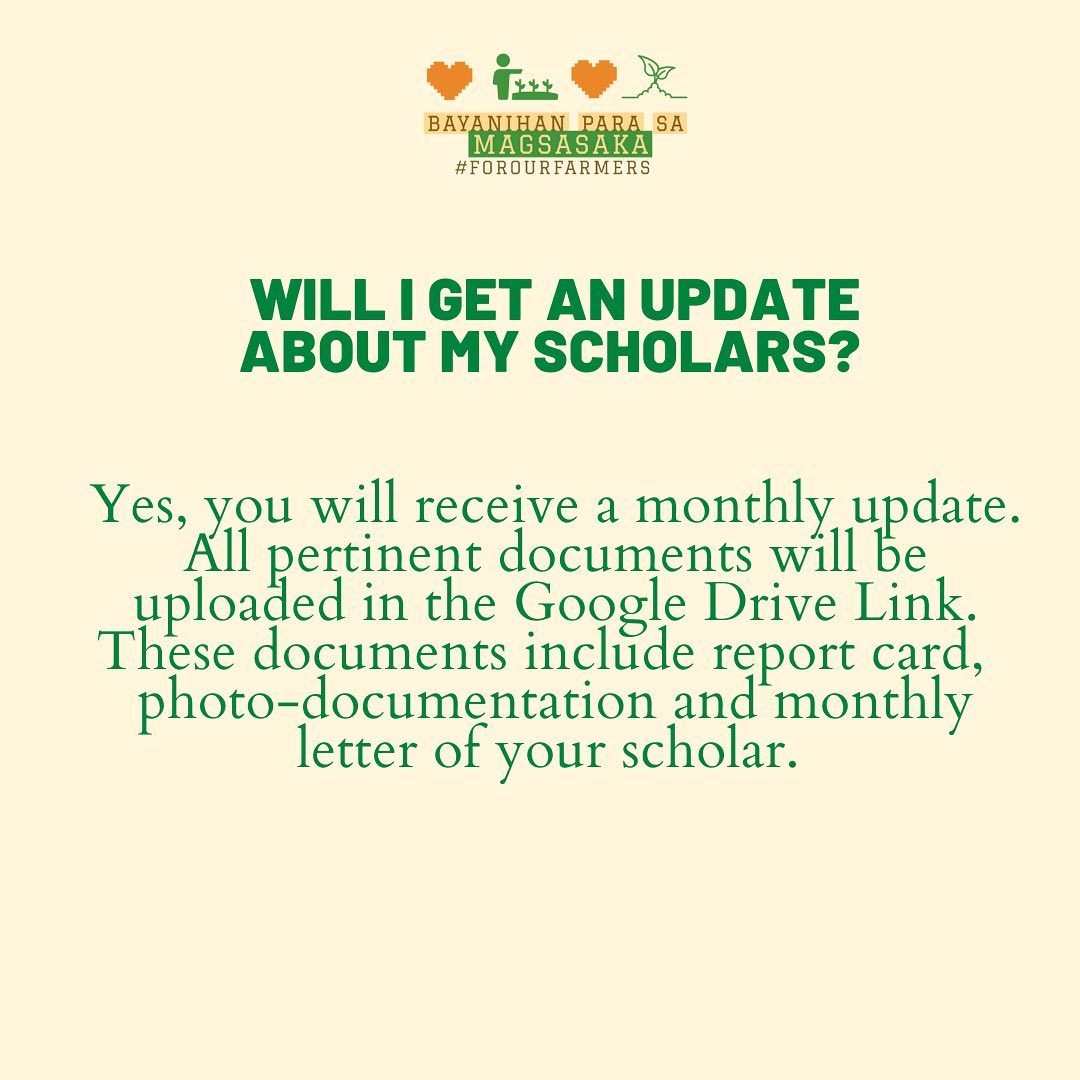 BAYANIHAN PARA SA
MAGSASAKA
#FOROURFARMERS
WILL I GET AN UPDATE
ABOUT MY SCHOLARS?
Yes, you will receive a monthly update.
All pertinent documents will be
uploaded in the Google Drive Link.
These documents include report card,
photo-documentation and monthly
letter of your scholar.